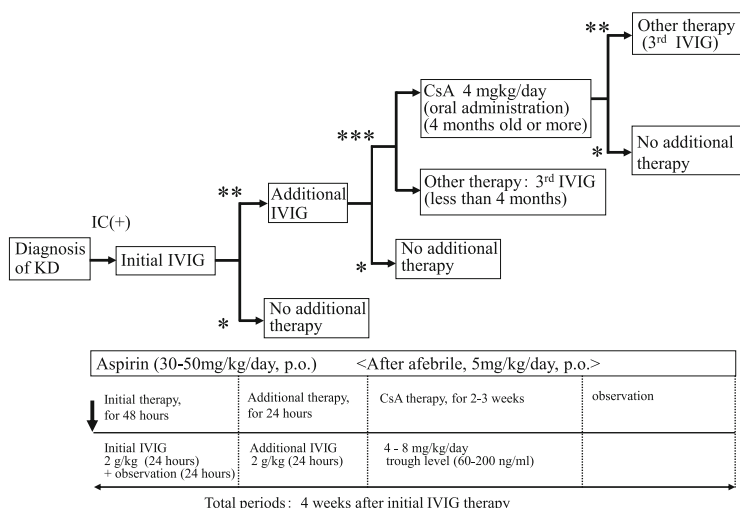 **
Other therapy
(3rd IVIG)
CsA 4 mgkg/day
(oral administration)
(4 months old or more)
***
*
No additional
therapy
**
Additional
IVIG
Other therapy: 3rd IVIG
(less than 4 months)
IC(+)
Diagnosis
of KD
Initial IVIG
*
No additional
therapy
*
No additional
therapy
Aspirin (30-50mg/kg/day, p.o.) <After afebrile, 5mg/kg/day, p.o.>
Initial therapy,
for 48 hours
Additional therapy,
for 24 hours
CsA therapy, for 2-3 weeks
observation
Initial IVIG
2 g/kg (24 hours)
+ observation (24 hours)
Additional IVIG
2 g/kg (24 hours)
4 - 8 mg/kg/day
trough level (60-200 ng/ml)
Total periods: 4 weeks after initial IVIG therapy